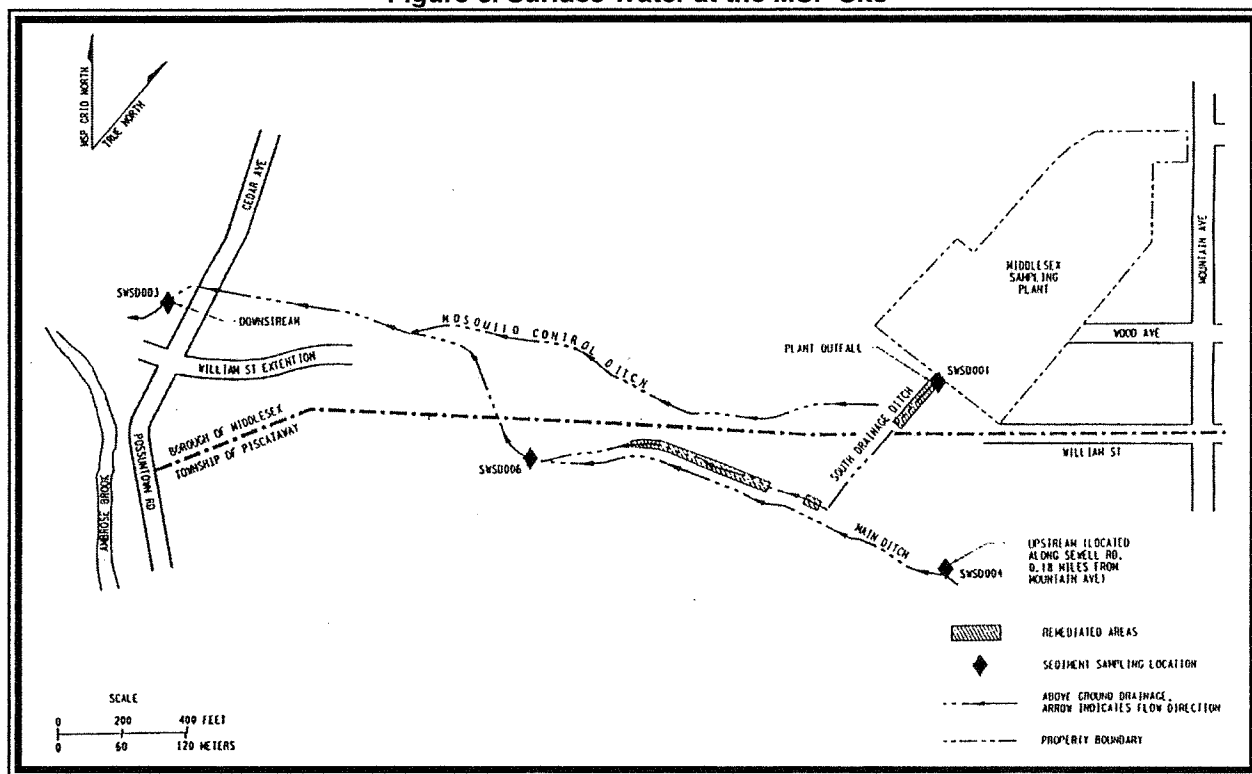 Figure 3. Surface Water at the MSP Site
MSP GRID NORTH
TRUE NORTH
CEDAR AVE
MOUNTAIN AVE
MIDDLESEX
SAMPLING
PLANT
SWSD003
DOWNSTREAM
MOSQUITO CONTROL DITCH
WOOD AVE
PLANT OUTFALL
SWSD001
WILLIAM ST EXTENTION
SOUTH DRAINAGE DITCH
BOROUGH OF MIDDLESEX
TOWNSHIP OF PISCATAWAY
WILLIAM ST
POSSUMTOWN RD
AMBROSE BROOK
SWSD006
MAIN DITCH
SWSD004
UPSTREAM (LOCATED
ALONG SEWELL RD.
0.18 MILES FROM
MOUNTAIN AVE)
REMEDIATED AREAS
SEDIMENT SAMPLING LOCATION
ABOVE GROUND DRAINAGE,
ARROW INDICATES FLOW DIRECTION
PROPERTY BOUNDARY
SCALE
0 200 400 FEET
0 60 120 METERS